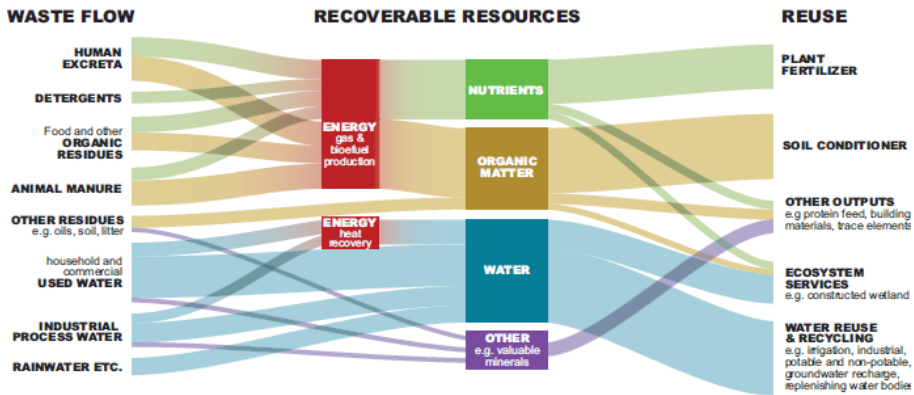 WASTE FLOW
RECOVERABLE RESOURCES
REUSE
HUMAN
EXCRETA
DETERGENTS
Food and other
ORGANIC
RESIDUES
ANIMAL MANURE
OTHER RESIDUES
e.g. oils, soil, litter
household and
commercial
USED WATER
INDUSTRIAL
PROCESS WATER
RAINWATER ETC.
ENERGY
gas &
bioefuel
production
ENERGY
heat
recovery
NUTRIENTS
ORGANIC
MATTER
WATER
OTHER
e.g. valuable
minerals
PLANT
FERTILIZER
SOIL CONDITIONER
OTHER OUTPUTS
e.g protein feed, building
materials, trace elements
ECOSYSTEM
SERVICES
e.g. constructed wetland
WATER REUSE
& RECYCLING
e.g. irrigation, industrial,
potable and non-potable,
groundwater recharge,
replenishing water bodies